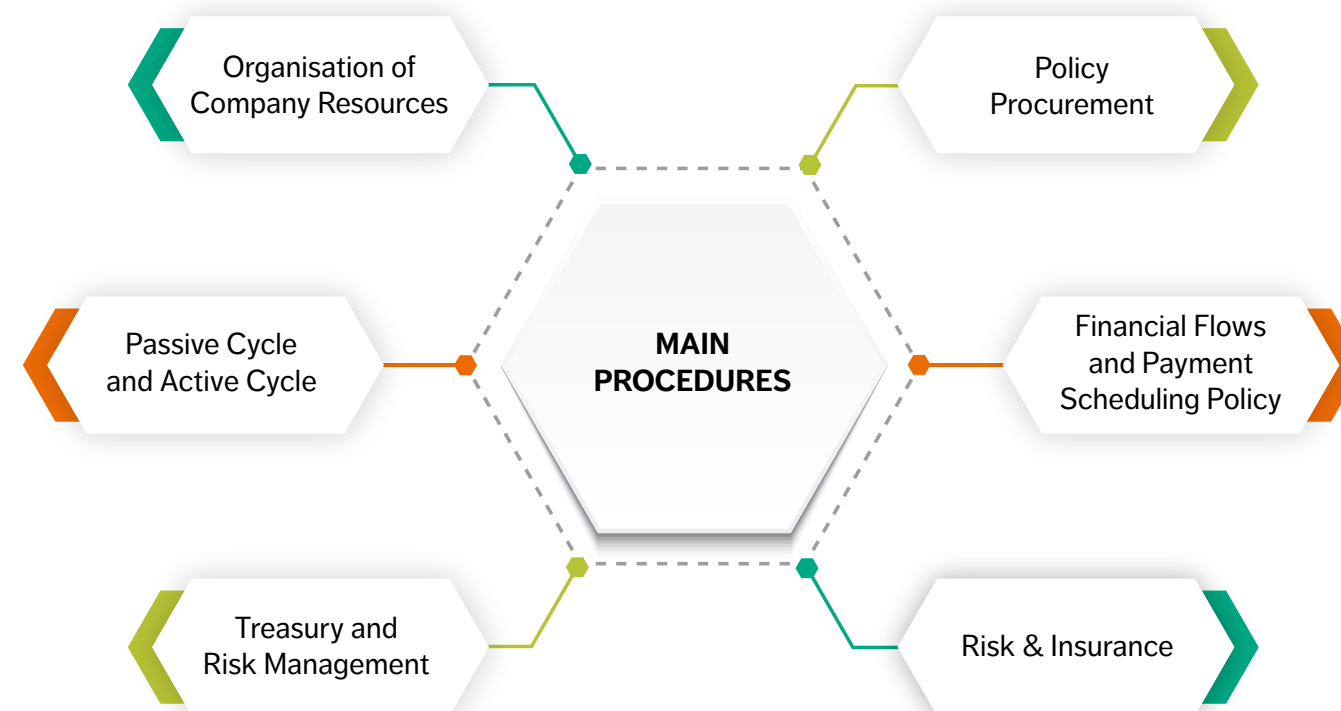 Organisation of
Company Resources
Policy
Procurement
Passive Cycle
and Active Cycle
MAIN
PROCEDURES
Financial Flows
and Payment
Scheduling Policy
Treasury and
Risk Management
Risk & Insurance